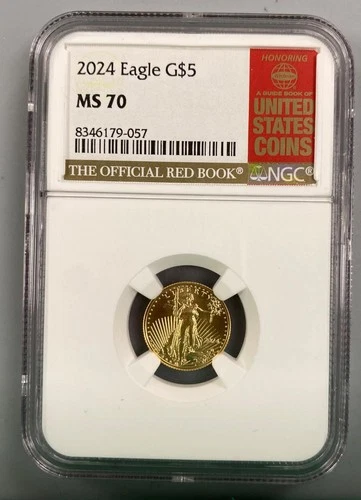 2024 Eagle G$5
MS 70
8346179-057
HONORING
A GUIDE BOOK OF
UNITED
STATES
COINS
THE OFFICIAL RED BOOK®
NGC®